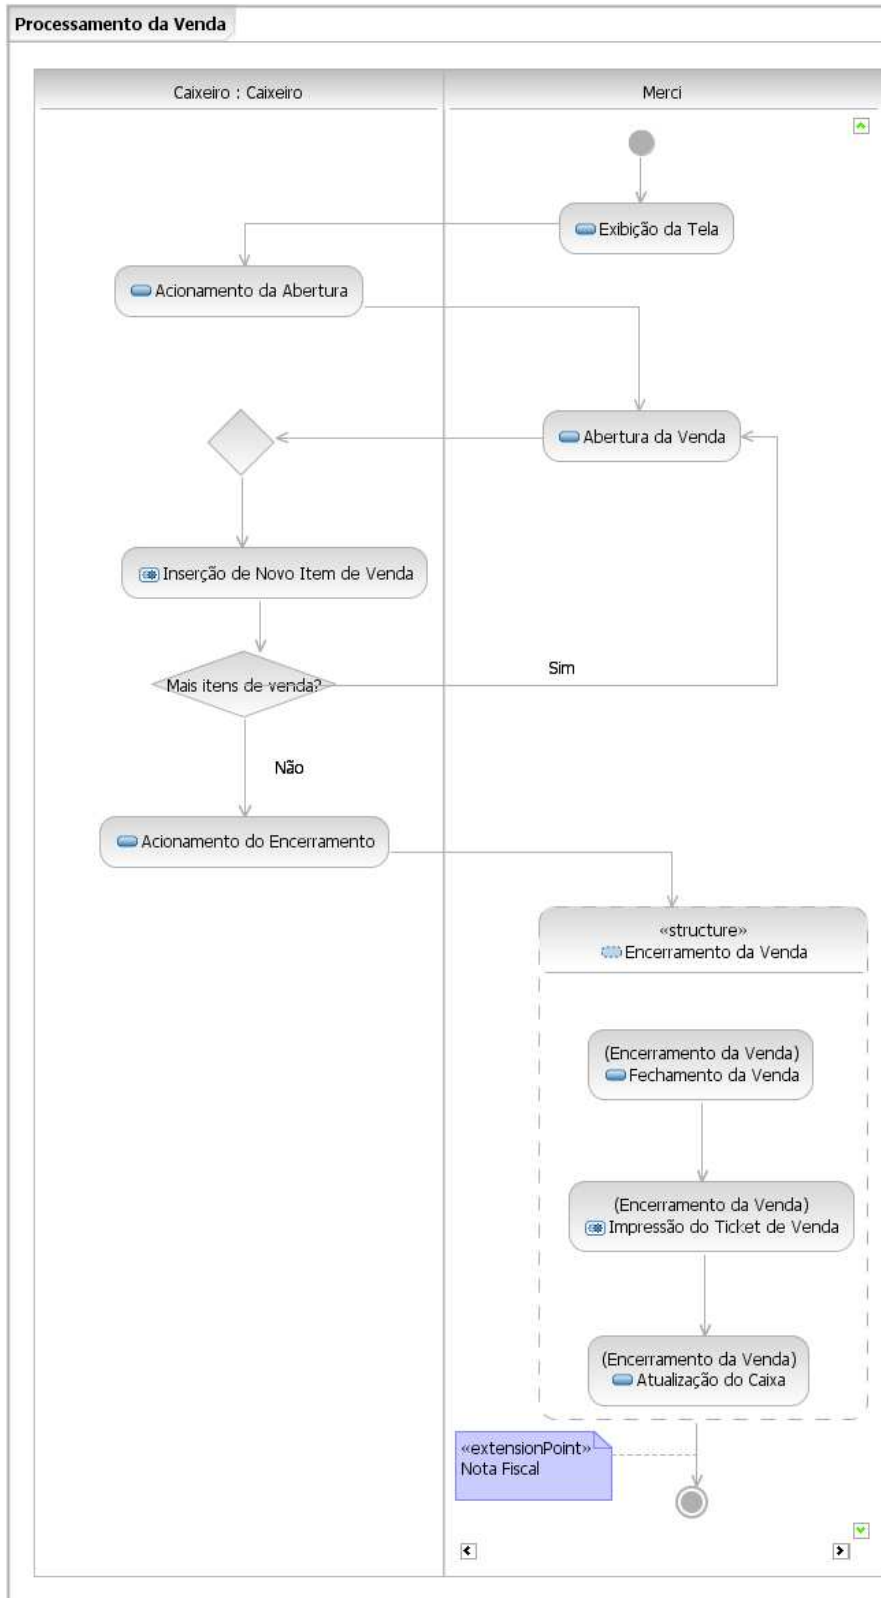 Processamento da Venda
Caixeiro : Caixeiro
Merci
Exibição da Tela
Acionamento da Abertura
Abertura da Venda
Inserção de Novo Item de Venda
Mais itens de venda?
Sim
Não
Acionamento do Encerramento
«structure»
Encerramento da Venda
(Encerramento da Venda)
Fechamento da Venda
(Encerramento da Venda)
Impressão do Ticket de Venda
(Encerramento da Venda)
Atualização do Caixa
«extensionPoint»
Nota Fiscal